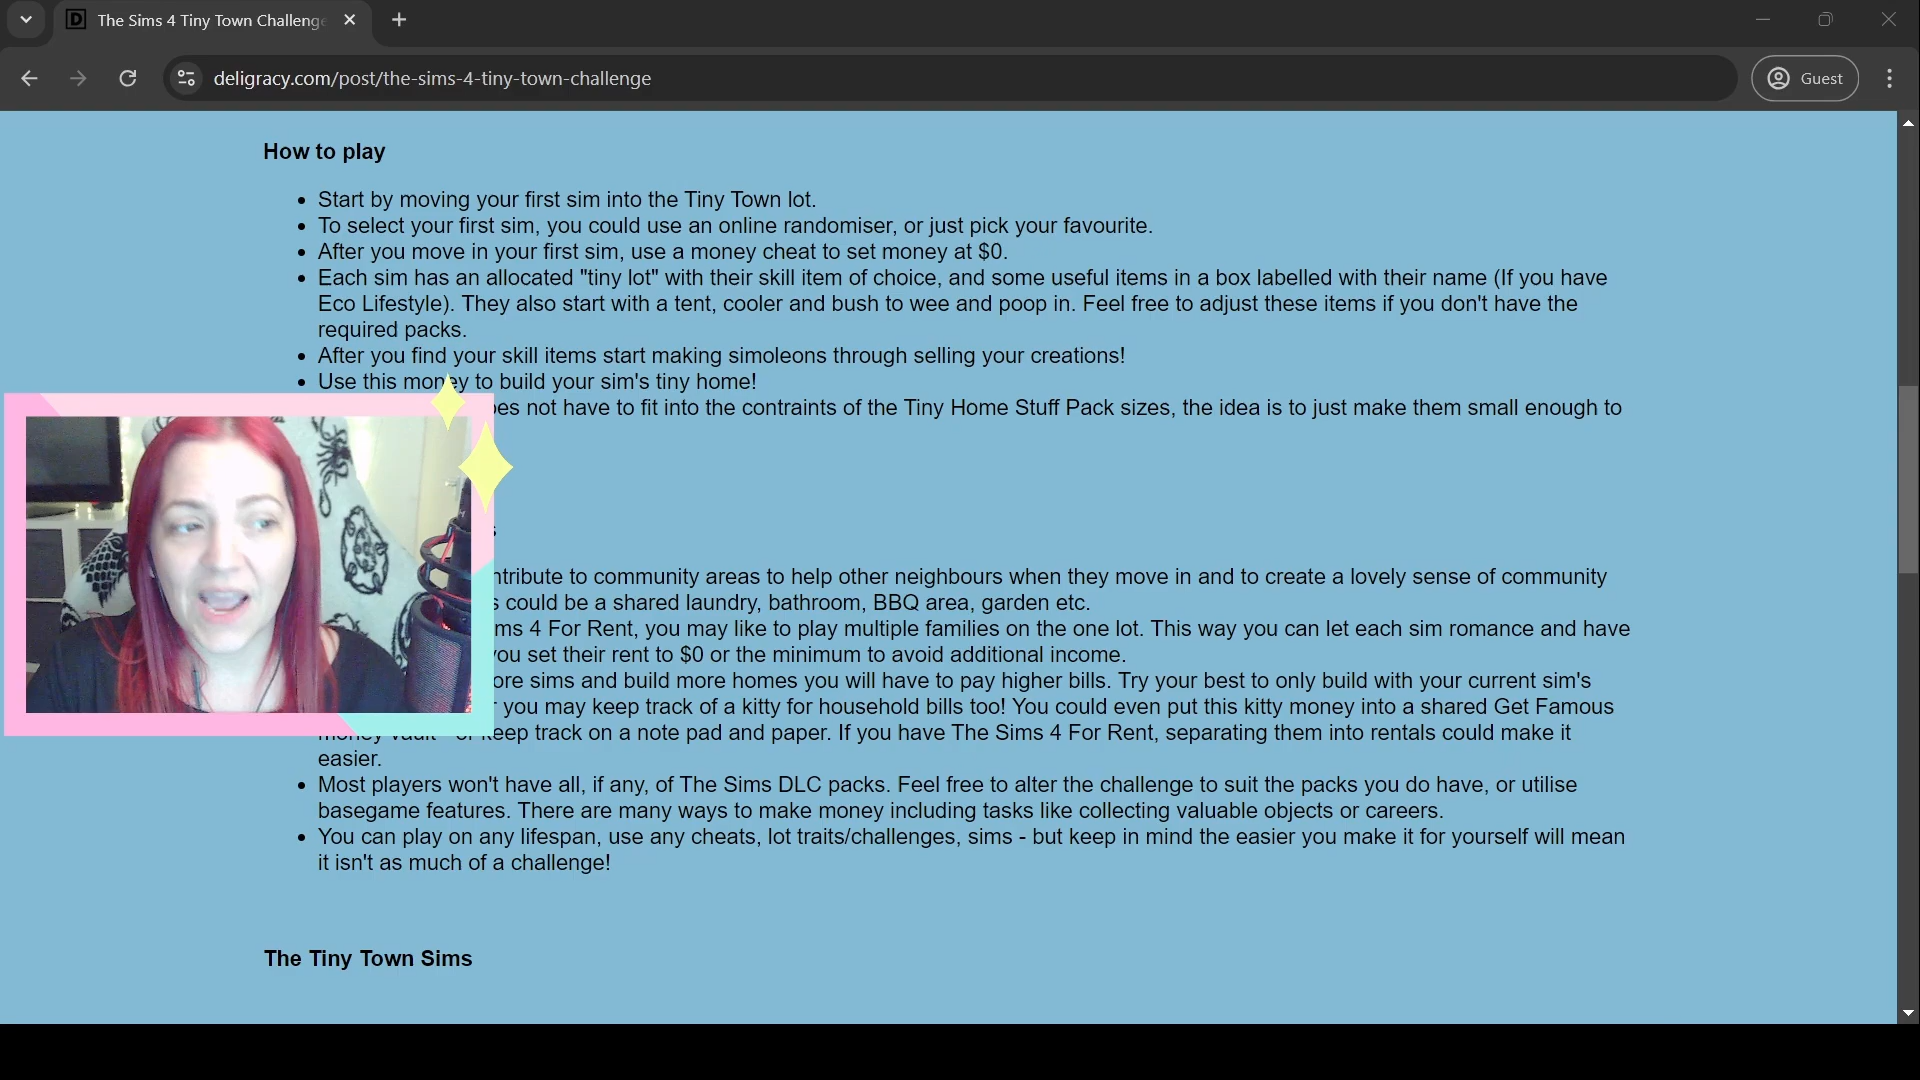 The Sims 4 Tiny Town Challenge
deligracy.com/post/the-sims-4-tiny-town-challenge
Guest
How to play
• Start by moving your first sim into the Tiny Town lot.
• To select your first sim, you could use an online randomiser, or just pick your favourite.
• After you move in your first sim, use a money cheat to set money at $0.
• Each sim has an allocated "tiny lot" with their skill item of choice, and some useful items in a box labelled with their name (If you have
Eco Lifestyle). They also start with a tent, cooler and bush to wee and poop in. Feel free to adjust these items if you don't have the
required packs.
• After you find your skill items start making simoleons through selling your creations!
• Use this money to build your sim's tiny home!
not have to fit into the contraints of the Tiny Home Stuff Pack sizes, the idea is to just make them small enough to
to community areas to help other neighbours when they move in and to create a lovely sense of community
could be a shared laundry, bathroom, BBQ area, garden etc.
4 For Rent, you may like to play multiple families on the one lot. This way you can let each sim romance and have
you set their rent to $0 or the minimum to avoid additional income.
sims and build more homes you will have to pay higher bills. Try your best to only build with your current sim's
you may keep track of a kitty for household bills too! You could even put this kitty money into a shared Get Famous
money vault - or keep track on a note pad and paper. If you have The Sims 4 For Rent, separating them into rentals could make it
easier.
• Most players won't have all, if any, of The Sims DLC packs. Feel free to alter the challenge to suit the packs you do have, or utilise
basegame features. There are many ways to make money including tasks like collecting valuable objects or careers.
• You can play on any lifespan, use any cheats, lot traits/challenges, sims - but keep in mind the easier you make it for yourself will mean
it isn't as much of a challenge!
The Tiny Town Sims